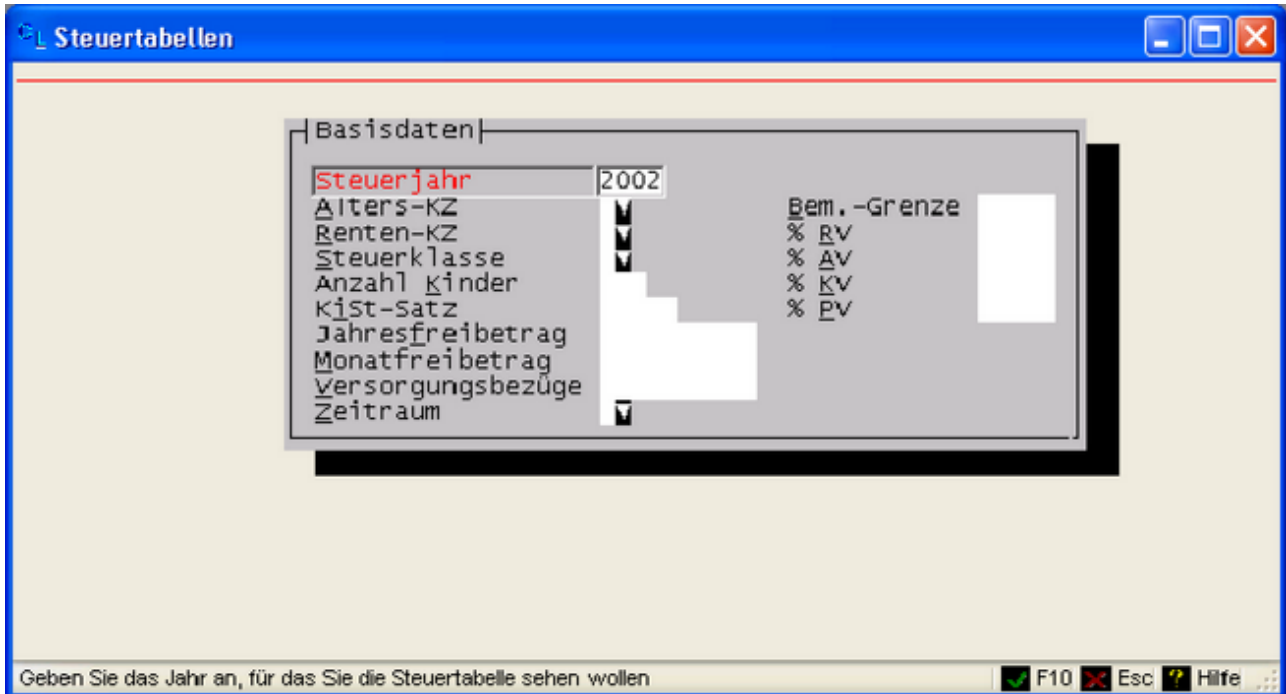 CL Steuertabellen
Basisdaten
Steuerjahr 2002
Alters-KZ
Renten-KZ
Steuerklasse
Anzahl Kinder
KiSt-Satz
Jahresfreibetrag
Monatfreibetrag
Versorgungsbezüge
Zeitraum
Bem.-Grenze
% RV
% AV
% KV
% PV
Geben Sie das Jahr an, für das Sie die Steuertabelle sehen wollen
F10 Esc ? Hilfe